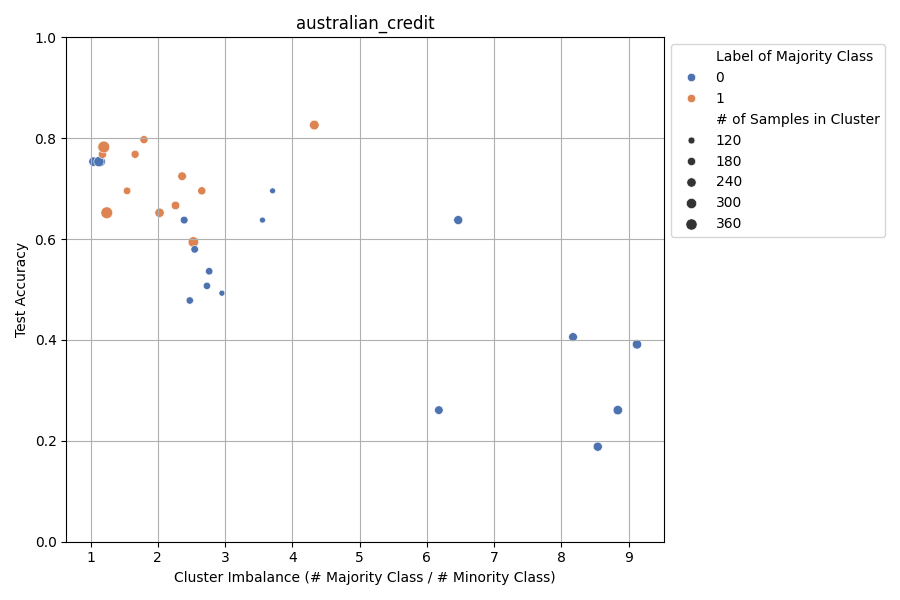 australian_credit
1.0
0.8
0.6
0.4
0.2
0.0
Test Accuracy
1 2 3 4 5 6 7 8 9
Cluster Imbalance (# Majority Class / # Minority Class)
Label of Majority Class
0
1
# of Samples in Cluster
120
180
240
300
360